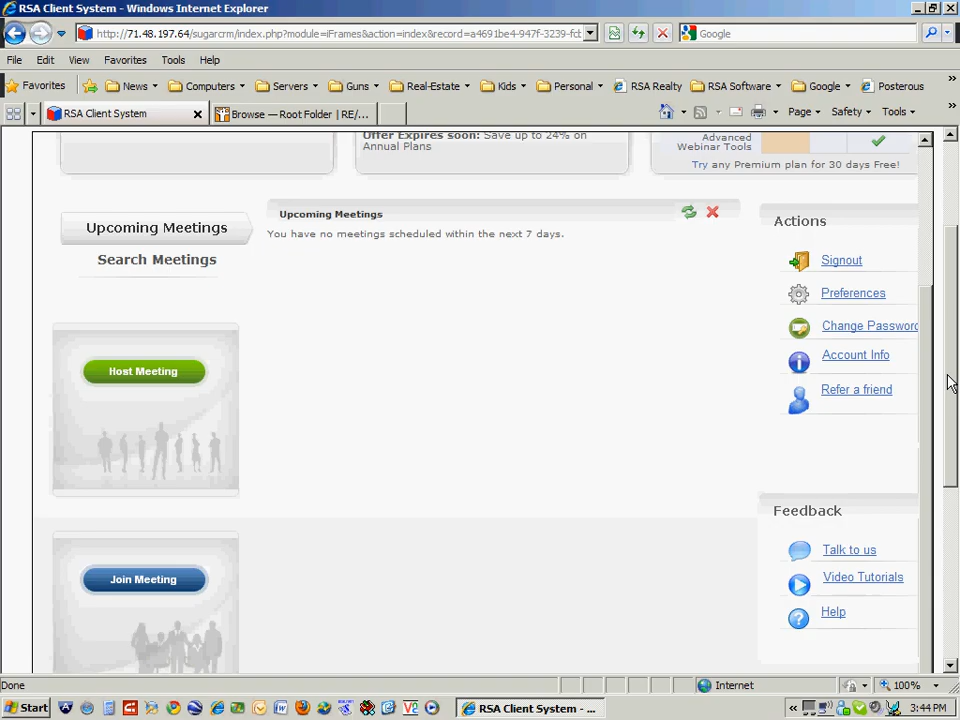 RSA Client System - Windows Internet Explorer
http://71.48.197.64/sugarcrm/index.php?module=iFrames&action=index&record=a4691be4-947f-3239-fct
Google
File Edit View Favorites Tools Help
Favorites News Computers Servers Guns Real-Estate Kids Personal RSA Realty RSA Software Google Posterous
RSA Client System
Browse — Root Folder | RE/...
Page Safety Tools
Offer Expires soon: Save up to 24% on
Annual Plans
Advanced
Webinar Tools
Try any Premium plan for 30 days Free!
Upcoming Meetings
Search Meetings
Upcoming Meetings
You have no meetings scheduled within the next 7 days.
Host Meeting
Join Meeting
Actions
Signout
Preferences
Change Password
Account Info
Refer a friend
Feedback
Talk to us
Video Tutorials
Help
Done
Internet
100%
Start
RSA Client System - ...
3:44 PM